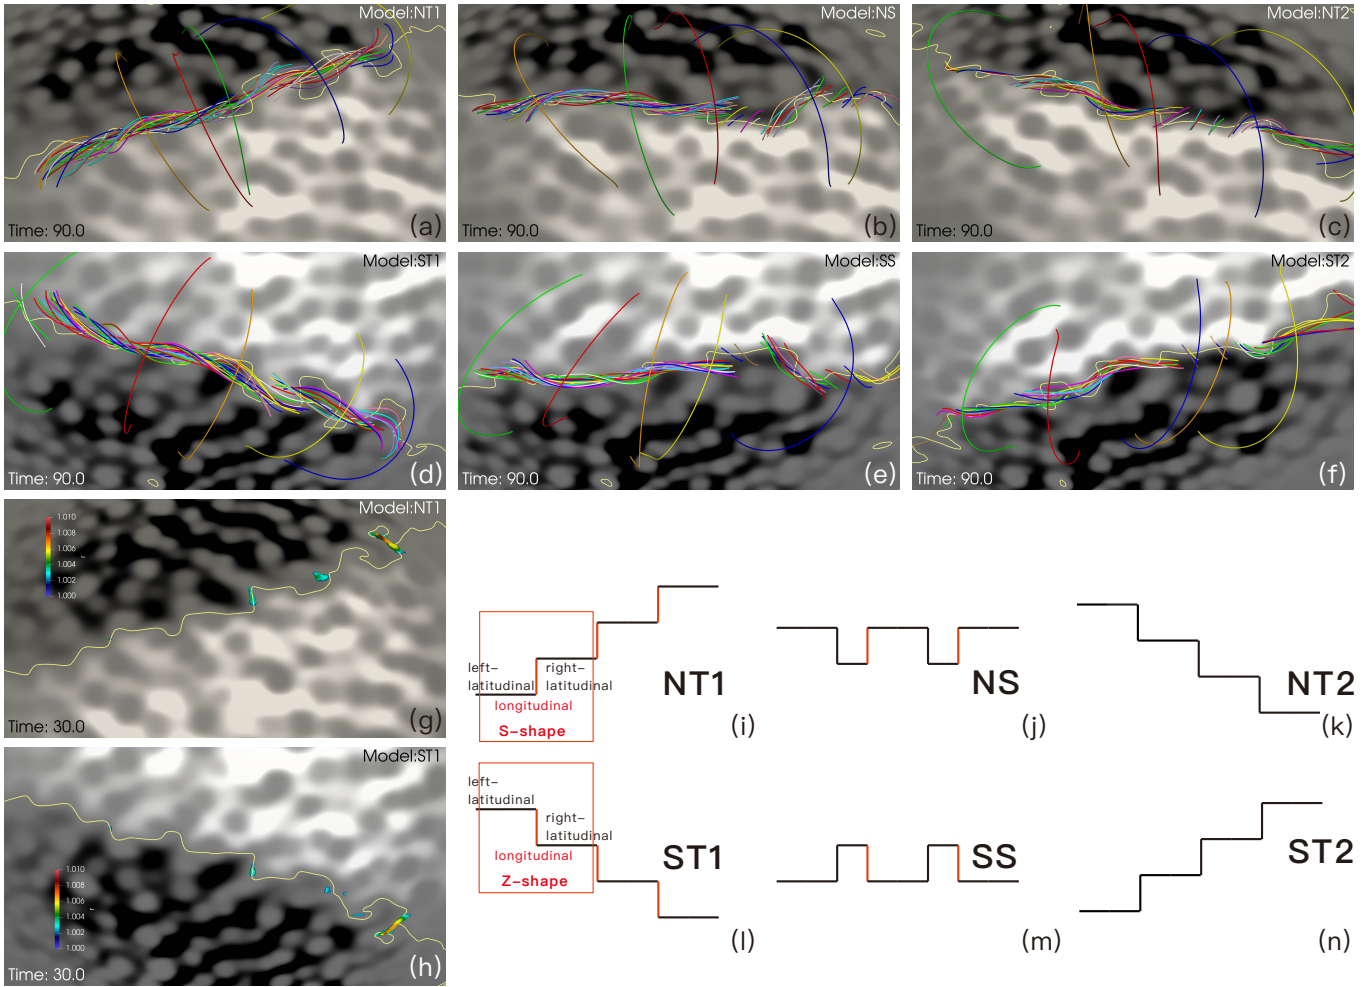 Model:NT1
Time: 90.0
(a)
Model:NS
Time: 90.0
(b)
Model:NT2
Time: 90.0
(c)
Model:ST1
Time: 90.0
(d)
Model:SS
Time: 90.0
(e)
Model:ST2
Time: 90.0
(f)
Model:NT1
1.010
1.008
1.006
1.004
1.002
1.000
r
Time: 30.0
(g)
left-
latitudinal
right-
latitudinal
longitudinal
S-shape
NT1
(i)
NS
(j)
NT2
(k)
Model:ST1
1.010
1.008
1.006
1.004
1.002
1.000
r
Time: 30.0
(h)
left-
latitudinal
right-
latitudinal
longitudinal
Z-shape
ST1
(l)
SS
(m)
ST2
(n)